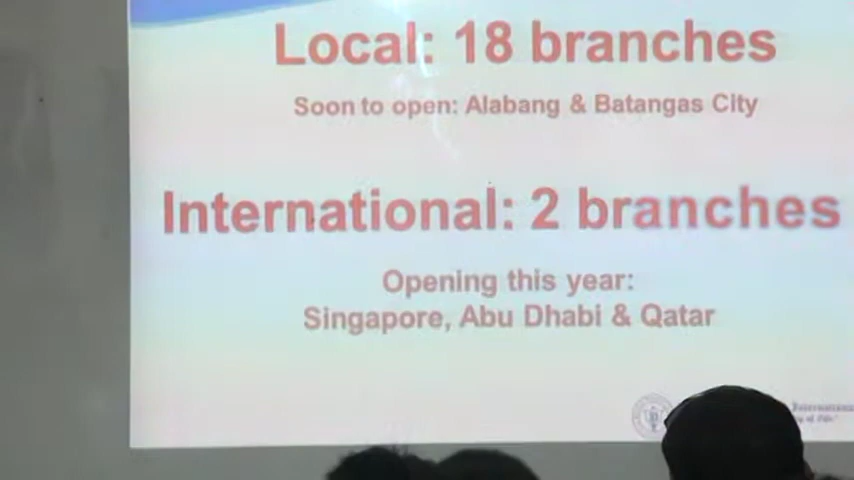 Local: 18 branches
Soon to open: Alabang & Batangas City
International: 2 branches
Opening this year:
Singapore, Abu Dhabi & Qatar
International